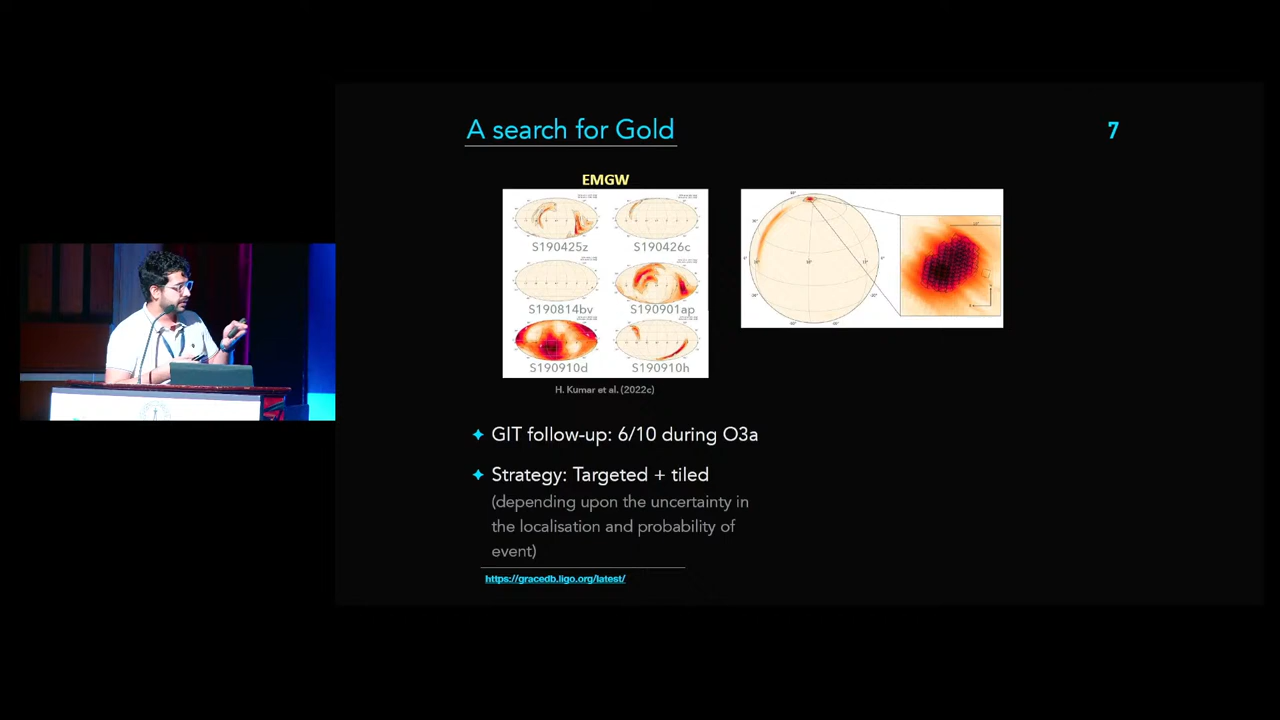 A search for Gold
7
EMGW
S190425z
S190426c
S190814bv
S190901ap
S190910d
S190910h
H. Kumar et al. (2022c)
✦ GIT follow-up: 6/10 during O3a
✦ Strategy: Targeted + tiled
(depending upon the uncertainty in
the localisation and probability of
event)
https://gracedb.ligo.org/latest/